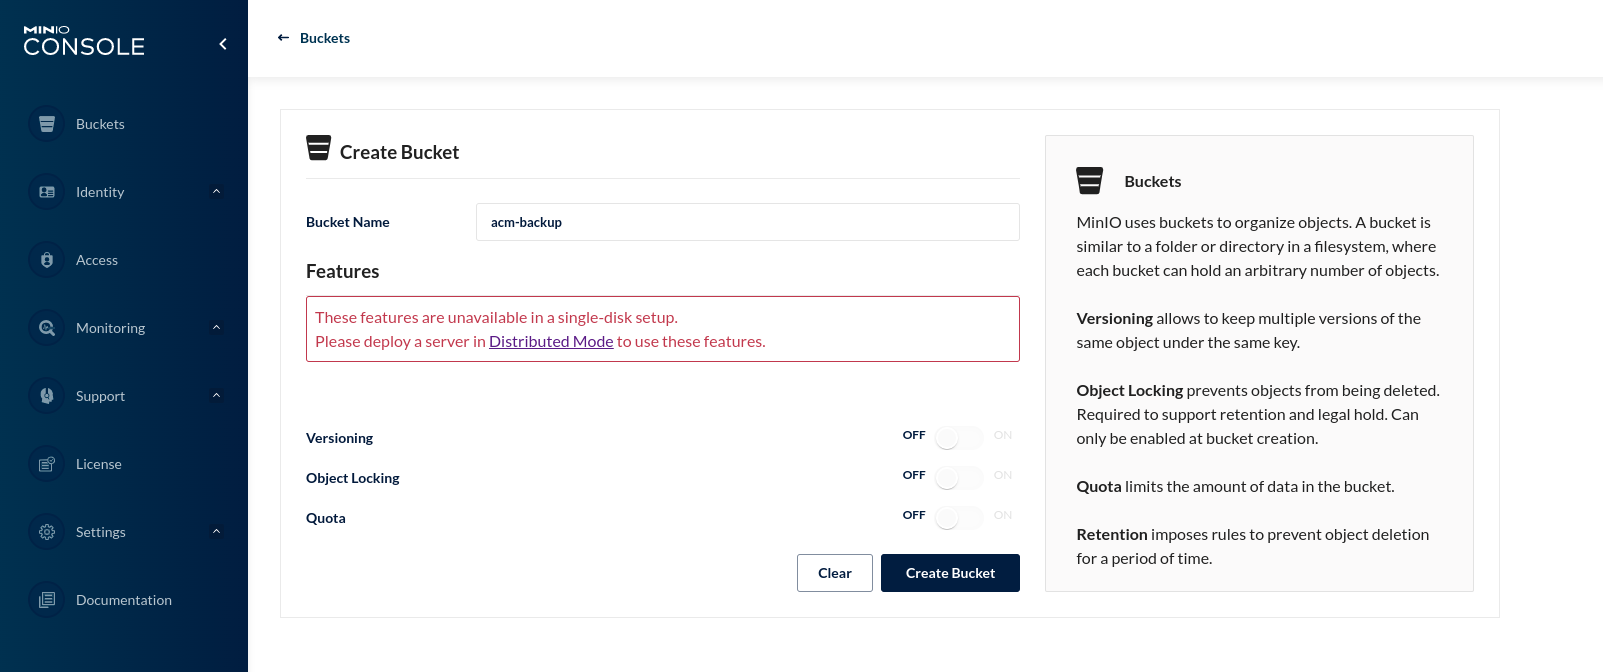 MINIO
CONSOLE
Buckets
Identity
Access
Monitoring
Support
License
Settings
Documentation
← Buckets
Create Bucket
Bucket Name
acm-backup
Features
These features are unavailable in a single-disk setup.
Please deploy a server in Distributed Mode to use these features.
Versioning OFF ON
Object Locking OFF ON
Quota OFF ON
Clear Create Bucket
Buckets
MinIO uses buckets to organize objects. A bucket is
similar to a folder or directory in a filesystem, where
each bucket can hold an arbitrary number of objects.
Versioning allows to keep multiple versions of the
same object under the same key.
Object Locking prevents objects from being deleted.
Required to support retention and legal hold. Can
only be enabled at bucket creation.
Quota limits the amount of data in the bucket.
Retention imposes rules to prevent object deletion
for a period of time.